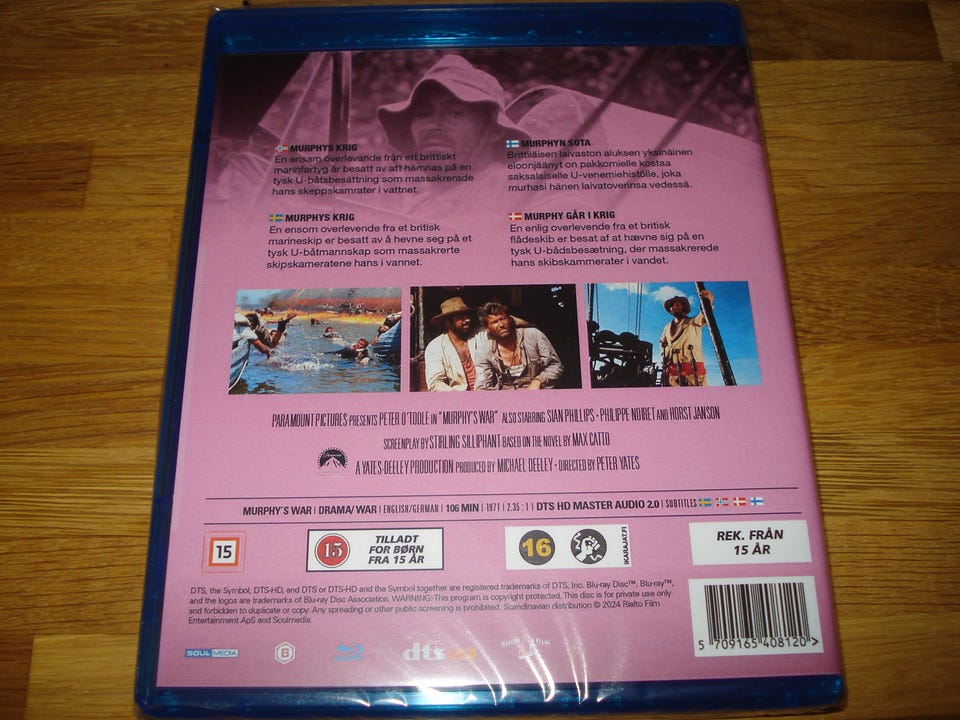 MURPHYS KRIG
En ensam överlevande från ett brittiskt
marinfartyg är besatt av att hämnas på en
tysk U-båtsbesättning som massakrerade
hans skeppskamrater i vattnet.
MURPHYN SOTA
Brittiläisen laivaston aluksen yksinäinen
eloonjäänyt on pakkomielle kostaa
saksalaiselle U-venemiehistölle, joka
murhasi hänen laivatoverinsa vedessä.
MURPHYS KRIG
En ensom overlevende fra et britisk
marineskip er besatt av å hevne seg på et
tysk U-båtmannskap som massakrerte
skipskameratene hans i vannet.
MURPHY GÅR I KRIG
En enlig overlevende fra et britisk
flådeskib er besat af at hævne sig på en
tysk U-bådsbesætning, der massakrerede
hans skibskammerater i vandet.
PARAMOUNT PICTURES PRESENTS PETER O'TOOLE IN "MURPHY'S WAR" ALSO STARRING SIAN PHILLIPS · PHILIPPE NOIRET AND HORST JANSON
SCREENPLAY BY STIRLING SILLIPHANT BASED ON THE NOVEL BY MAX CATTO
Paramount
A YATES-DEELEY PRODUCTION PRODUCED BY MICHAEL DEELEY · DIRECTED BY PETER YATES
MURPHY'S WAR | DRAMA/ WAR | ENGLISH/GERMAN | 106 MIN | 1971 | 2.35 : 1 | DTS HD MASTER AUDIO 2.0 | SUBTITLES
15
15 TILLADT
FOR BØRN
FRA 15 ÅR
16
IKARAJAT.FI
REK. FRÅN
15 ÅR
DTS, the Symbol, DTS-HD, and DTS or DTS-HD and the Symbol together are registered trademarks of DTS, Inc. Blu-ray Disc™, Blu-ray™,
and the logos are trademarks of Blu-ray Disc Association. WARNING: This program is copyright protected. This disc is for private use only
and forbidden to duplicate or copy. Any spreading or other public screening is prohibited. Scandinavian distribution © 2024 Rialto Film
Entertainment ApS and Soulmedia.
SOUL MEDIA
B
dts
5 709165 408120 >